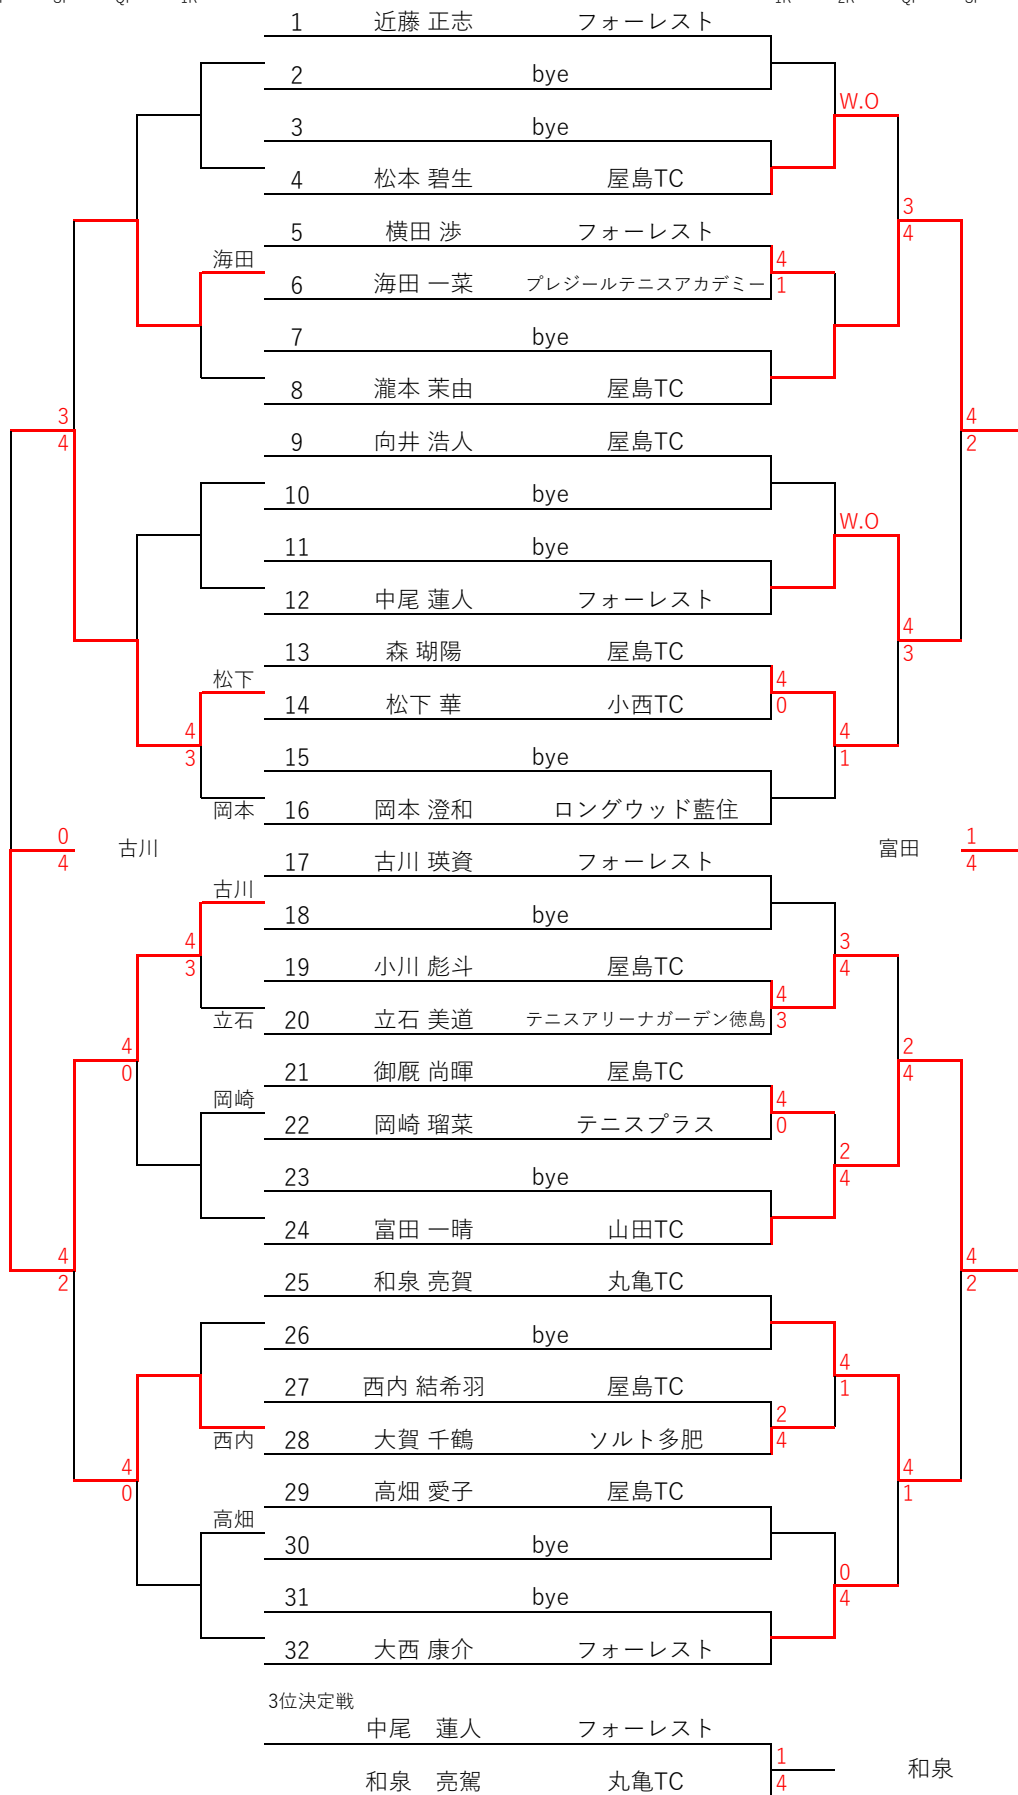 1 近藤 正志 フォーレスト
2 bye
W.O
3 bye
4 松本 碧生 屋島TC
3
5 横田 渉 フォーレスト
4
海田 4
6 海田 一菜 プレジールテニスアカデミー 1
7 bye
8 瀧本 茉由 屋島TC
3 4
4 9 向井 浩人 屋島TC 2
10 bye
W.O
11 bye
12 中尾 蓮人 フォーレスト
4
13 森 瑚陽 屋島TC 3
松下 4
14 松下 華 小西TC 0
4 4
3 15 bye 1
岡本 16 岡本 澄和 ロングウッド藍住
0 古川 富田 1
4 17 古川 瑛資 フォーレスト 4
古川
18 bye
4 3
3 19 小川 彪斗 屋島TC 4
4
立石 20 立石 美道 テニスアリーナガーデン徳島 3
4 2
0 21 御厩 尚暉 屋島TC 4
岡崎 4
22 岡崎 瑠菜 テニスプラス 0
2
23 bye 4
24 富田 一晴 山田TC
4 4
2 25 和泉 亮賀 丸亀TC 2
26 bye
4
27 西内 結希羽 屋島TC 1
2
西内 28 大賀 千鶴 ソルト多肥 4
4 4
0 29 高畑 愛子 屋島TC 1
高畑
30 bye
0
31 bye 4
32 大西 康介 フォーレスト
3位決定戦
中尾 蓮人 フォーレスト
1
和泉 亮駕 丸亀TC 4 和泉